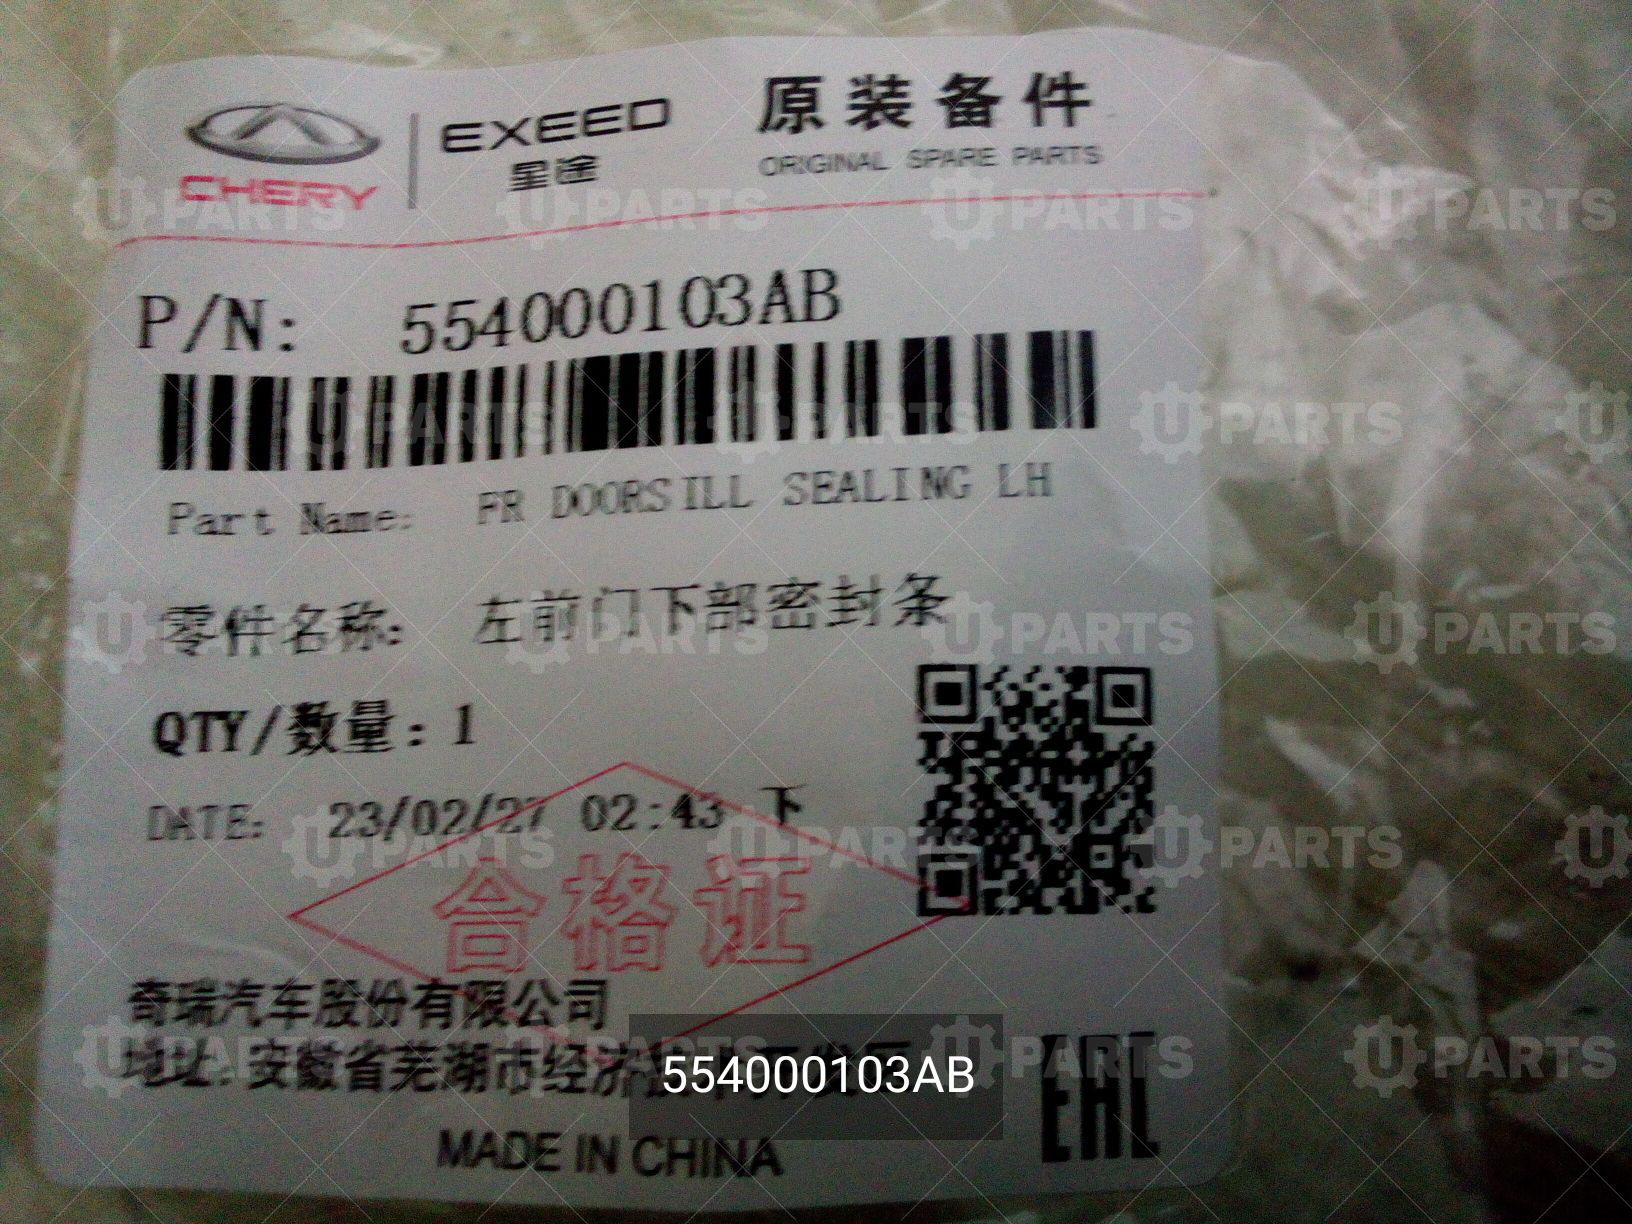 CHERY
EXEED
星途
原装备件
ORIGINAL SPARE PARTS
P/N: 554000103AB
Part Name: FR DOORSILL SEALING LH
零件名称: 左前门下部密封条
QTY/数量: 1
DATE: 23/02/27 02:43 下
合格证
奇瑞汽车股份有限公司
地址: 安徽省芜湖市经济
554000103AB
EAC
MADE IN CHINA
U PARTS